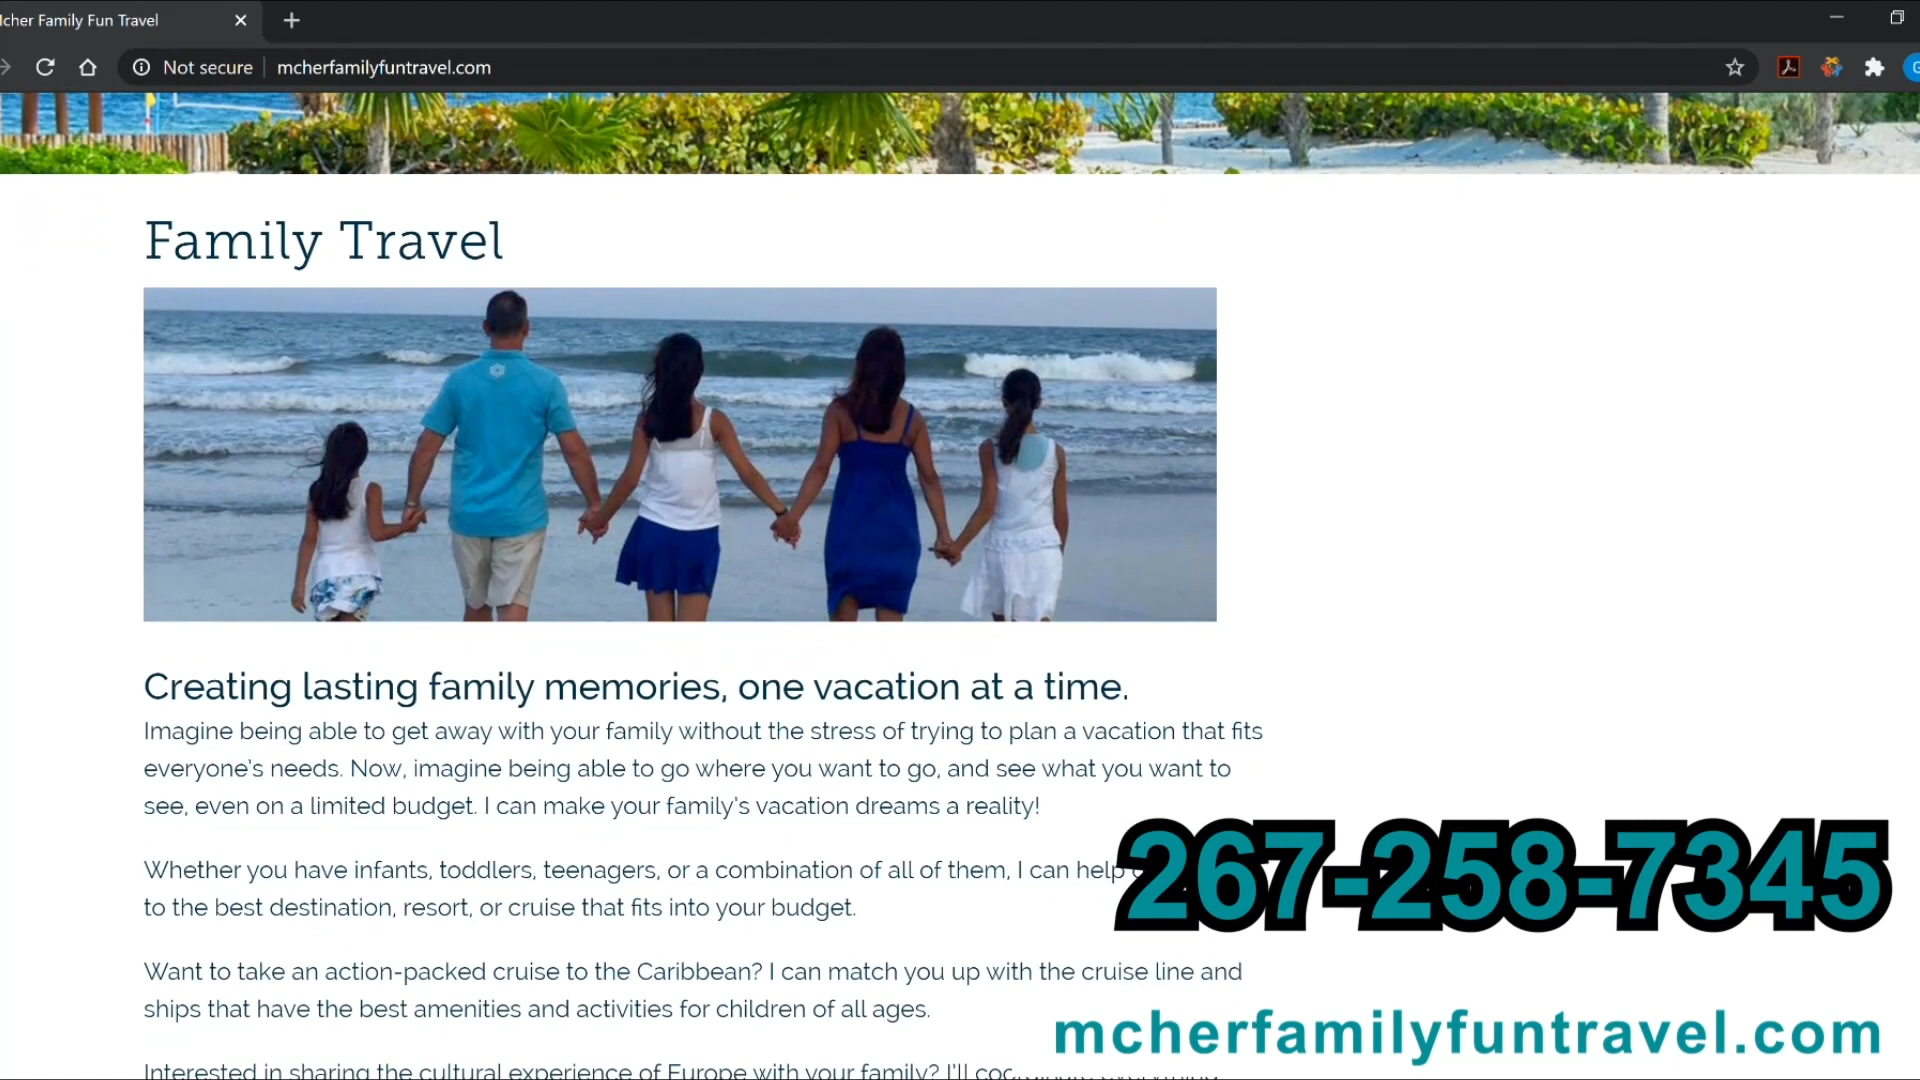 cher Family Fun Travel
Not secure
mcherfamilyfuntravel.com
Family Travel
Creating lasting family memories, one vacation at a time.
Imagine being able to get away with your family without the stress of trying to plan a vacation that fits
everyone's needs. Now, imagine being able to go where you want to go, and see what you want to
see, even on a limited budget. I can make your family's vacation dreams a reality!
Whether you have infants, toddlers, teenagers, or a combination of all of them, I can help
to the best destination, resort, or cruise that fits into your budget.
267-258-7345
Want to take an action-packed cruise to the Caribbean? I can match you up with the cruise line and
ships that have the best amenities and activities for children of all ages.
mcherfamilyfuntravel.com
Interested in sharing the cultural experience of Europe with your family? I'll